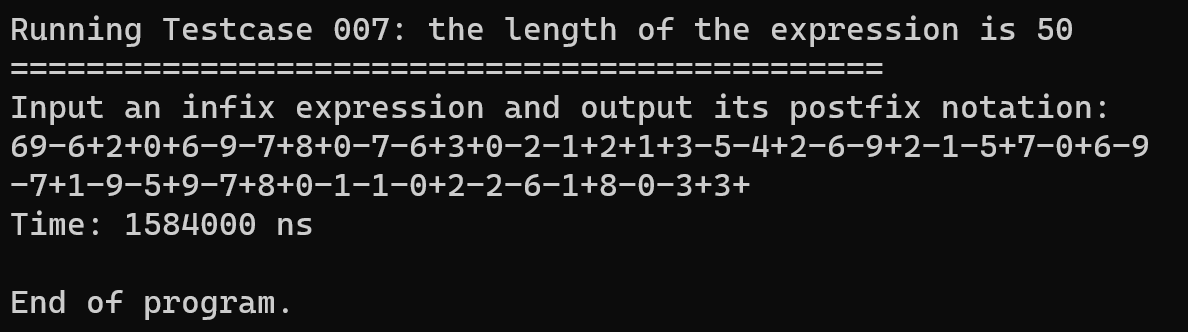 Running Testcase 007: the length of the expression is 50
==============================================
Input an infix expression and output its postfix notation:
69-6+2+0+6-9-7+8+0-7-6+3+0-2-1+2+1+3-5-4+2-6-9+2-1-5+7-0+6-9
-7+1-9-5+9-7+8+0-1-1-0+2-2-6-1+8-0-3+3+
Time: 1584000 ns
End of program.